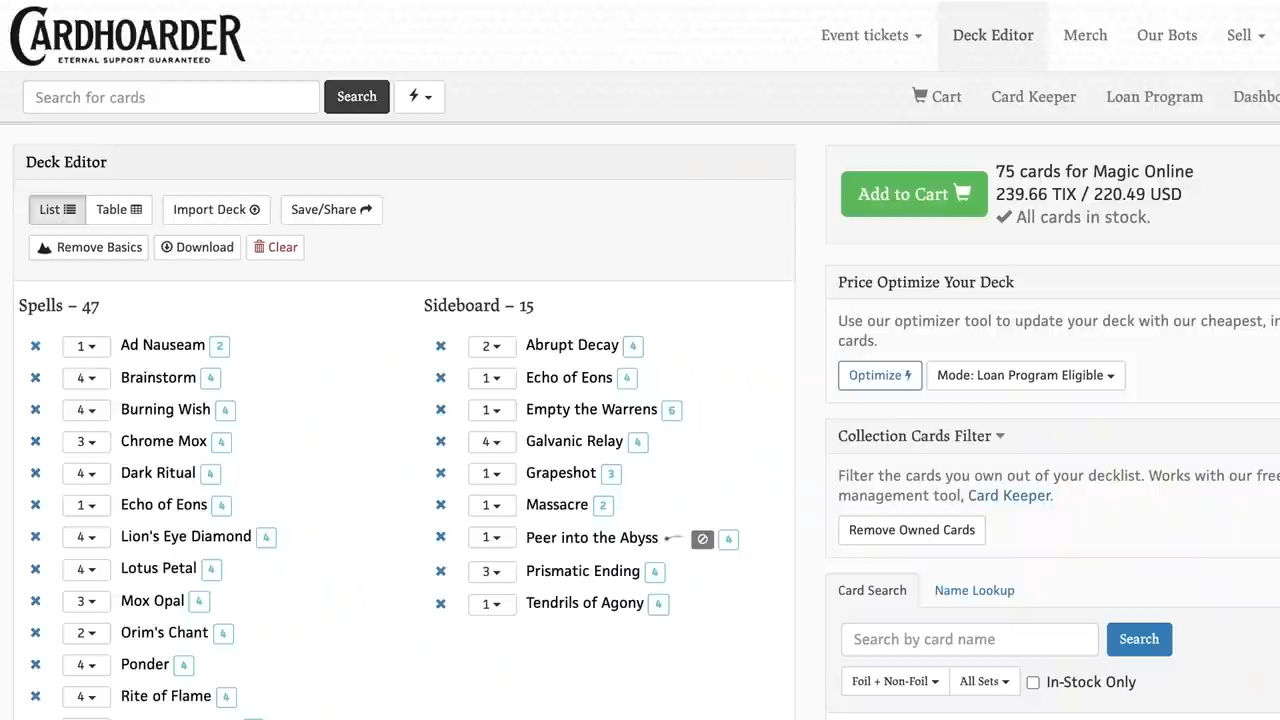 CARDHOARDER
ETERNAL SUPPORT GUARANTEED
Event tickets
Deck Editor
Merch
Our Bots
Sell
Search for cards
Search
Cart
Card Keeper
Loan Program
Deck Editor
List
Table
Import Deck
Save/Share
Remove Basics
Download
Clear
Spells – 47
1 Ad Nauseam 2
4 Brainstorm 4
4 Burning Wish 4
3 Chrome Mox 4
4 Dark Ritual 4
1 Echo of Eons 4
4 Lion's Eye Diamond 4
4 Lotus Petal 4
3 Mox Opal 4
2 Orim's Chant 4
4 Ponder 4
4 Rite of Flame 4
Sideboard – 15
2 Abrupt Decay 4
1 Echo of Eons 4
1 Empty the Warrens 6
4 Galvanic Relay 4
1 Grapeshot 3
1 Massacre 2
1 Peer into the Abyss 4
3 Prismatic Ending 4
1 Tendrils of Agony 4
Add to Cart
75 cards for Magic Online
239.66 TIX / 220.49 USD
All cards in stock.
Price Optimize Your Deck
Use our optimizer tool to update your deck with our cheapest,
cards.
Optimize
Mode: Loan Program Eligible
Collection Cards Filter
Filter the cards you own out of your decklist. Works with our free
management tool, Card Keeper.
Remove Owned Cards
Card Search
Name Lookup
Search by card name
Search
Foil + Non-Foil
All Sets
In-Stock Only